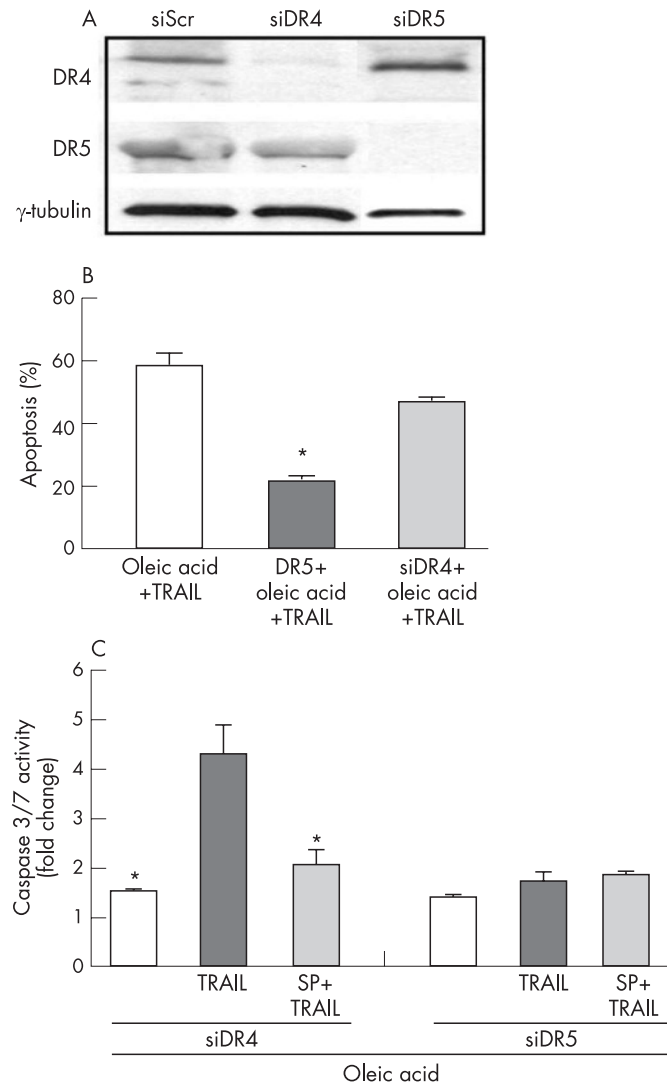 A
siScr siDR4 siDR5
DR4
DR5
γ-tubulin
B
80
60
40
20
0
Apoptosis (%)
*
Oleic acid
+TRAIL
DR5+
oleic acid
+TRAIL
siDR4+
oleic acid
+TRAIL
C
6
5
4
3
2
1
0
Caspase 3/7 activity
(fold change)
*
*
TRAIL
SP+
TRAIL
TRAIL
SP+
TRAIL
siDR4
siDR5
Oleic acid